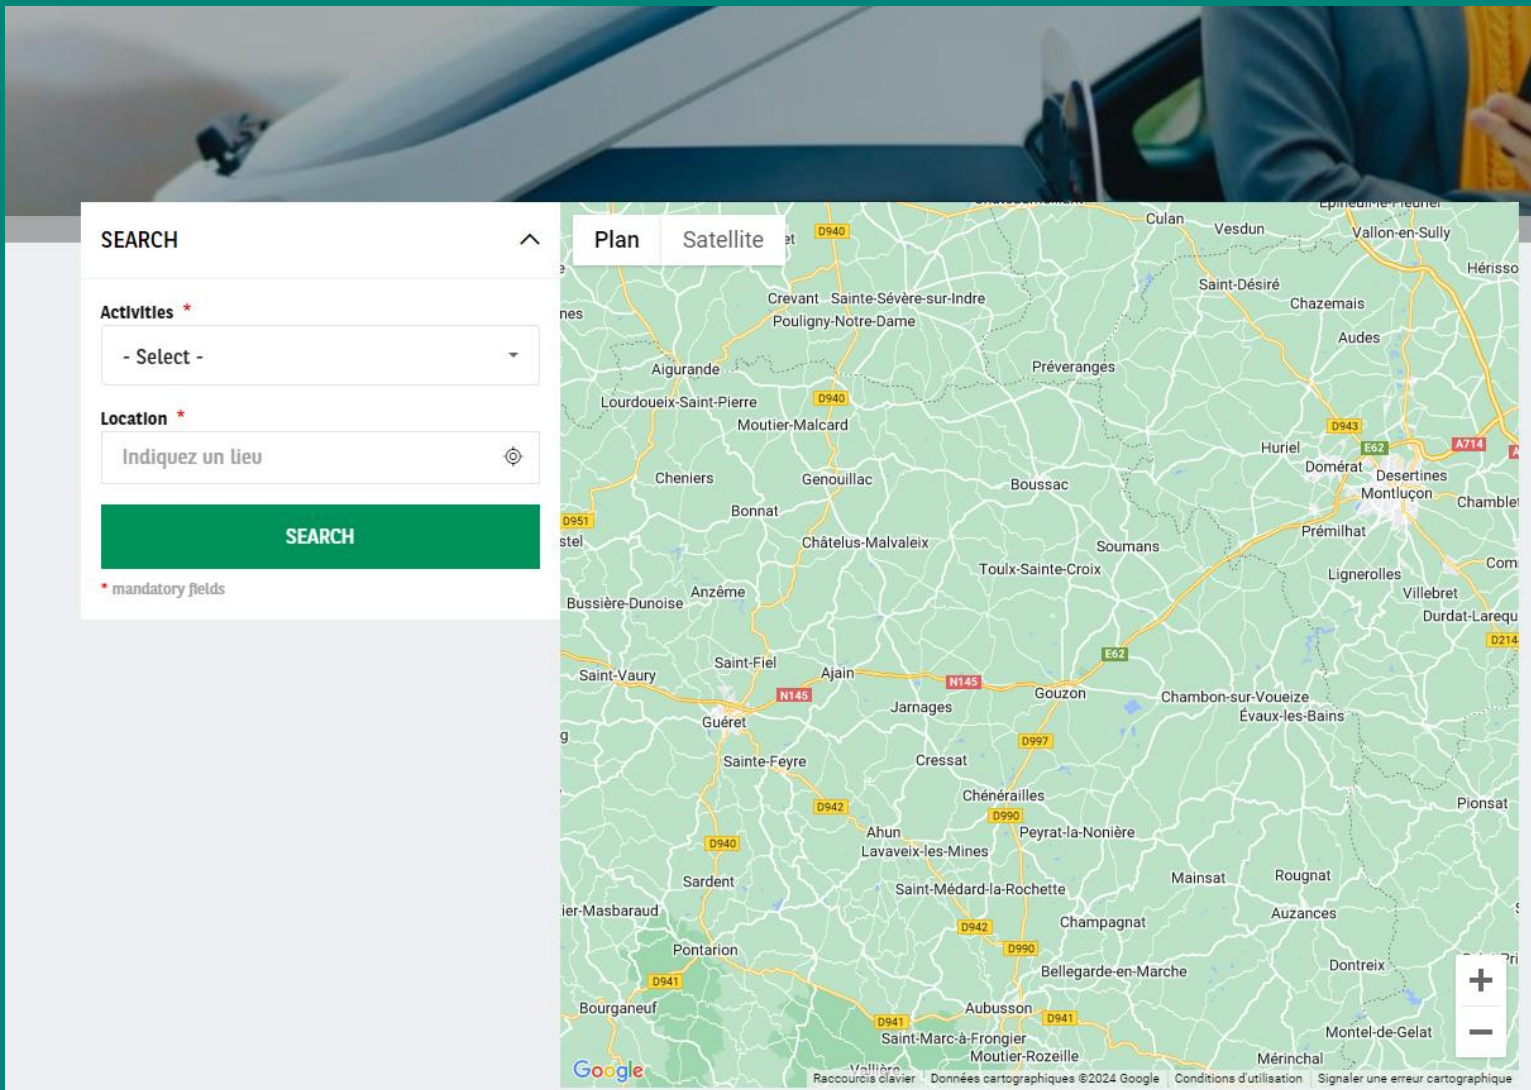 SEARCH
Activities *
- Select -
Location *
Indiquez un lieu
SEARCH
* mandatory fields
Plan Satellite
D940
Culan
Vesdun
Vallon-en-Sully
Saint-Désiré
Crevant Sainte-Sévère-sur-Indre
Chazemais
Pouligny-Notre-Dame
Audes
Aigurande
Préveranges
Lourdoueix-Saint-Pierre
D940
Moutier-Malcard
D943
Huriel
E62
A714
Domérat
Desertines
Cheniers
Genouillac
Boussac
Montluçon
Bonnat
D951
Prémilhat
Châtelus-Malvaleix
Soumans
Toulx-Sainte-Croix
Lignerolles
Anzême
Villebret
Bussière-Dunoise
D214
E62
Saint-Fiel
Saint-Vaury
Ajain
N145
N145
Gouzon
Chambon-sur-Voueize
Jarnages
Évaux-les-Bains
Guéret
D997
Sainte-Feyre
Cressat
Chénérailles
Pionsat
D942
D990
Ahun
Peyrat-la-Nonière
D940
Lavaveix-les-Mines
Sardent
Mainsat
Rougnat
Saint-Médard-la-Rochette
ier-Masbaraud
Auzances
D942
Champagnat
Pontarion
D990
Dontreix
Bellegarde-en-Marche
D941
Bourganeuf
Aubusson
D941
D941
Saint-Marc-à-Frongier
Montel-de-Gelat
Moutier-Rozeille
Mérinchal
Google
Raccourcis clavier Données cartographiques ©2024 Google Conditions d'utilisation Signaler une erreur cartographique